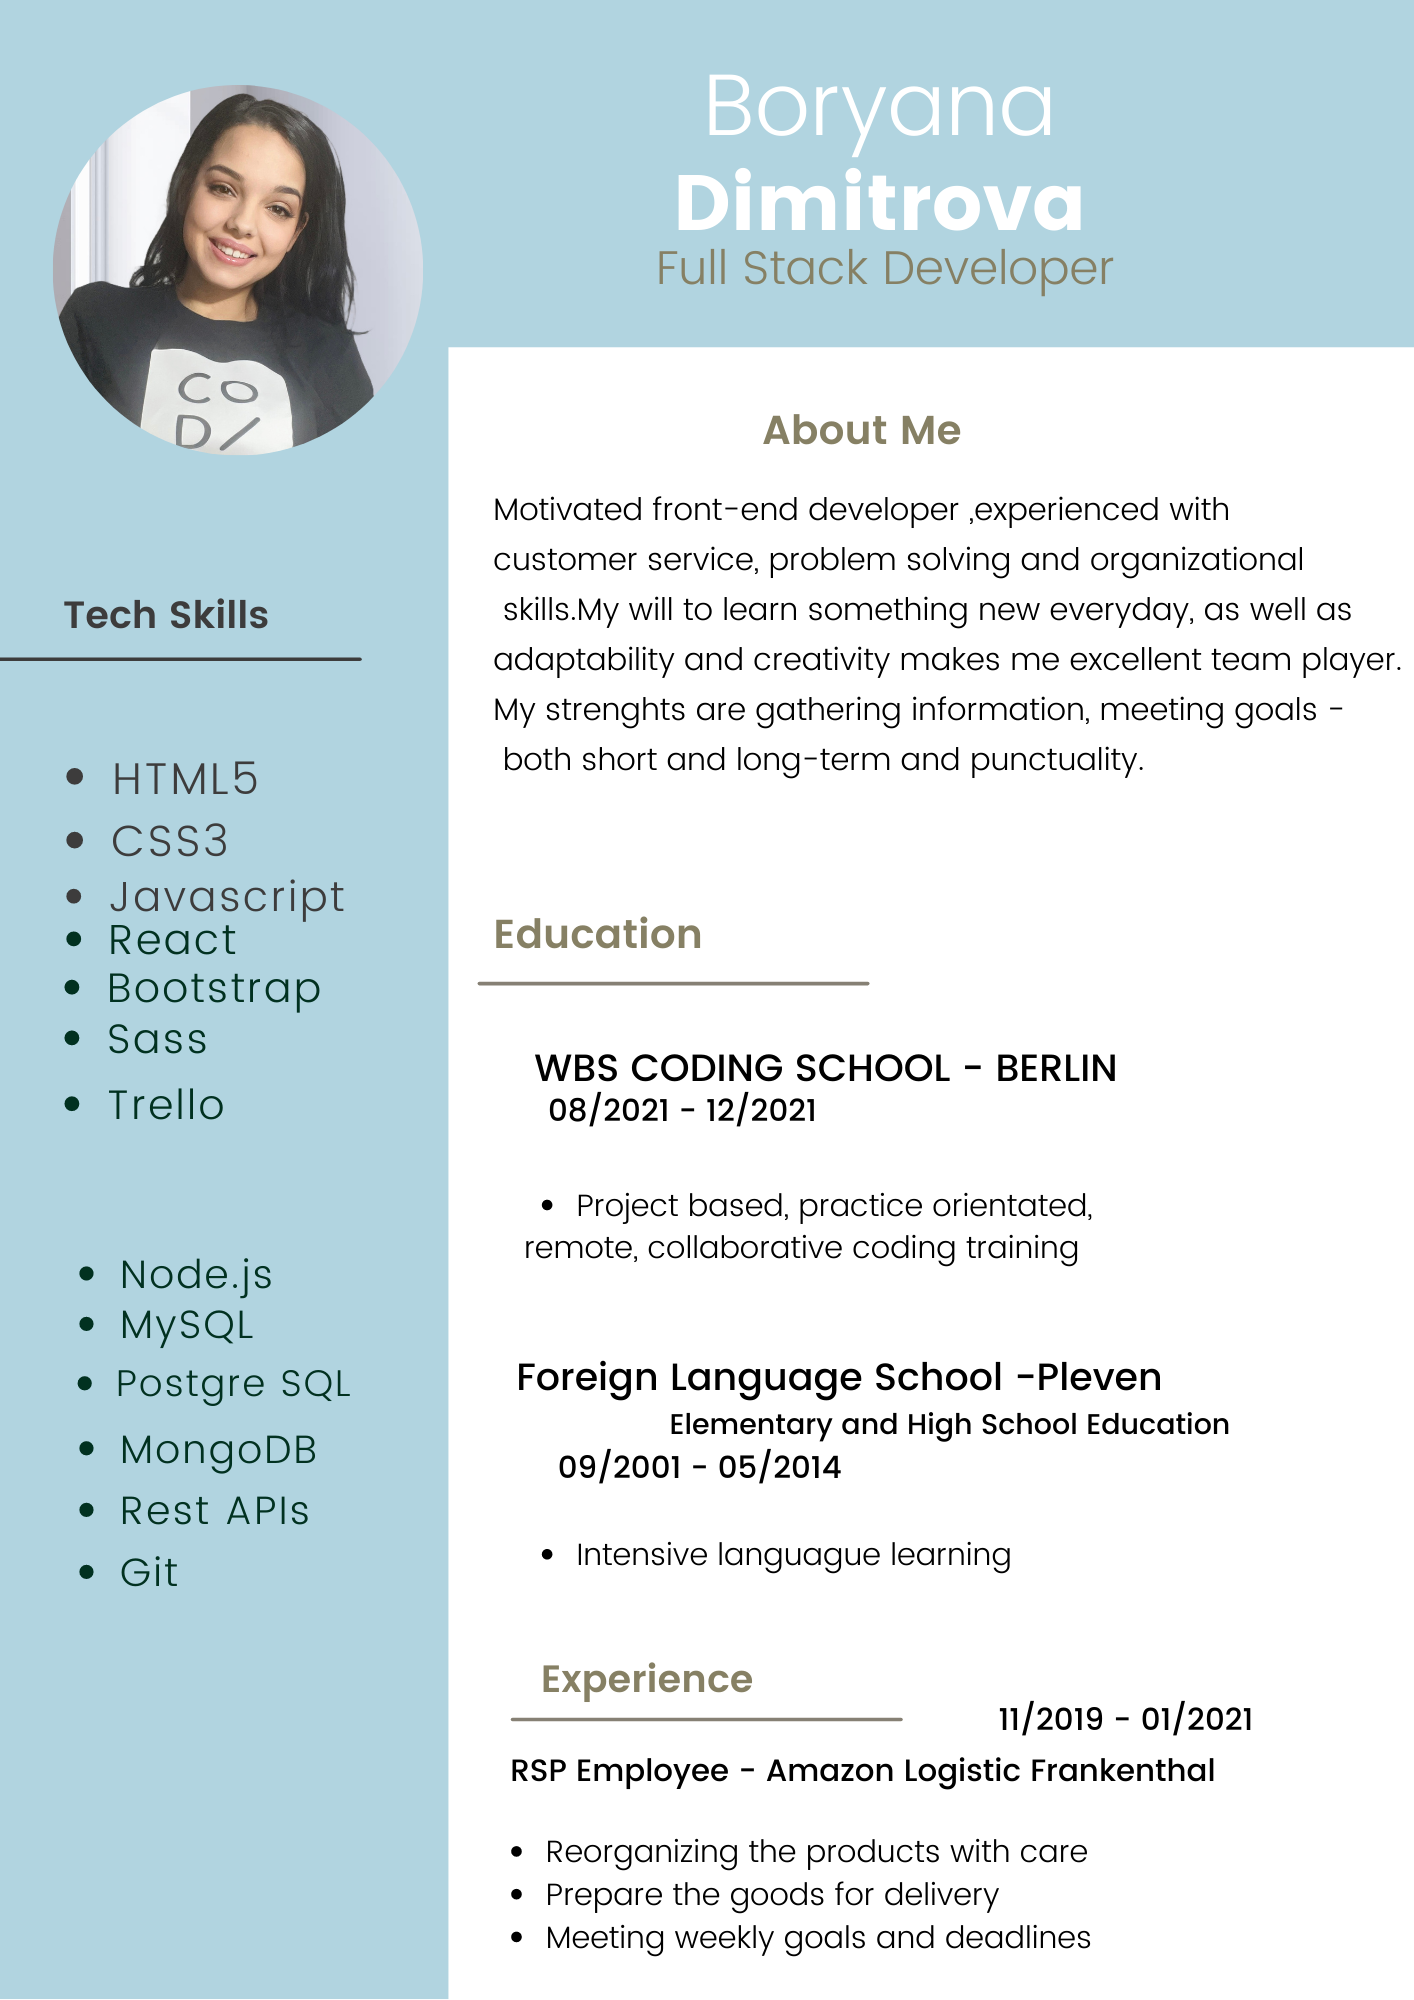 Boryana
Dimitrova
Full Stack Developer
CO
D/
About Me
Motivated front-end developer ,experienced with
customer service, problem solving and organizational
skills.My will to learn something new everyday, as well as
adaptability and creativity makes me excellent team player.
My strenghts are gathering information, meeting goals -
both short and long-term and punctuality.
Tech Skills
• HTML5
• CSS3
• Javascript
• React
• Bootstrap
• Sass
• Trello
• Node.js
• MySQL
• Postgre SQL
• MongoDB
• Rest APIs
• Git
Education
WBS CODING SCHOOL - BERLIN
08/2021 - 12/2021
• Project based, practice orientated,
remote, collaborative coding training
Foreign Language School -Pleven
Elementary and High School Education
09/2001 - 05/2014
• Intensive languague learning
Experience
11/2019 - 01/2021
RSP Employee - Amazon Logistic Frankenthal
• Reorganizing the products with care
• Prepare the goods for delivery
• Meeting weekly goals and deadlines